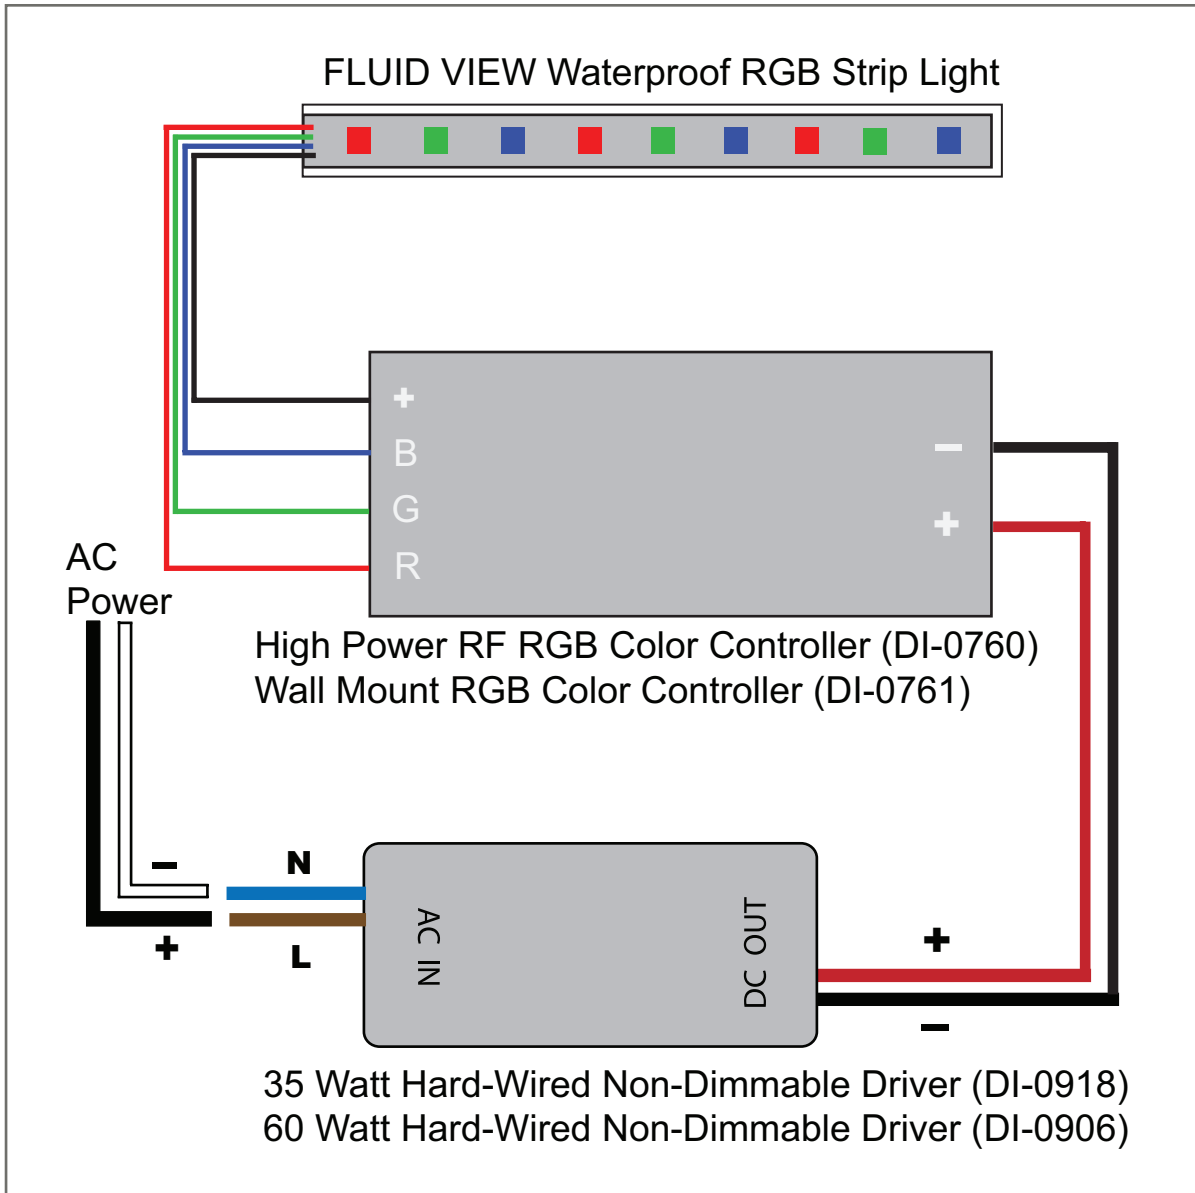 FLUID VIEW Waterproof RGB Strip Light
+
B
G
R
−
+
AC
Power
High Power RF RGB Color Controller (DI-0760)
Wall Mount RGB Color Controller (DI-0761)
−
N
+
L
AC IN
DC OUT
+
−
35 Watt Hard-Wired Non-Dimmable Driver (DI-0918)
60 Watt Hard-Wired Non-Dimmable Driver (DI-0906)